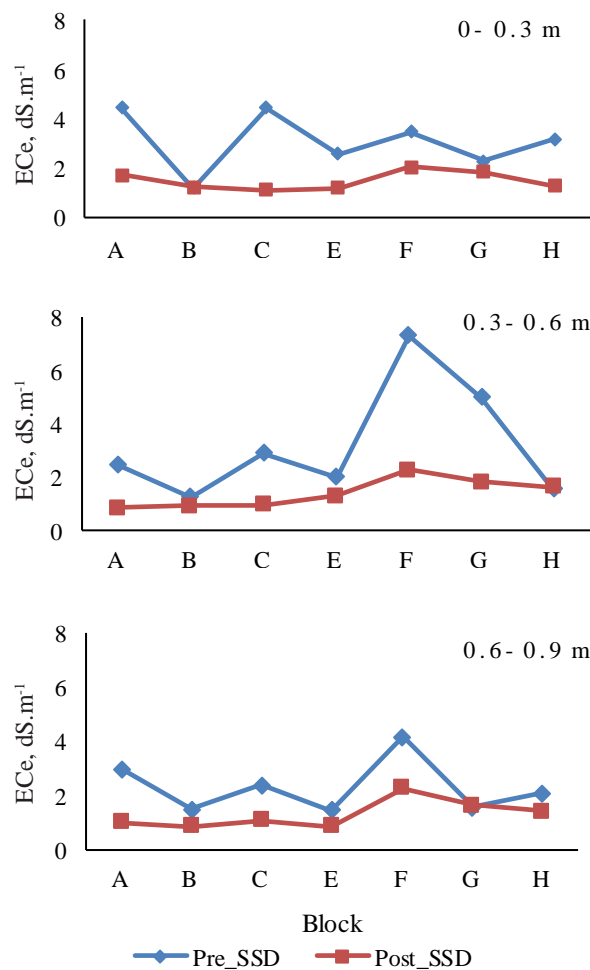 0- 0.3 m
ECe, dS.m⁻¹
8
6
4
2
0
A B C E F G H
0.3- 0.6 m
ECe, dS.m⁻¹
8
6
4
2
0
A B C E F G H
0.6- 0.9 m
ECe, dS.m⁻¹
8
6
4
2
0
A B C E F G H
Block
Pre_SSD Post_SSD